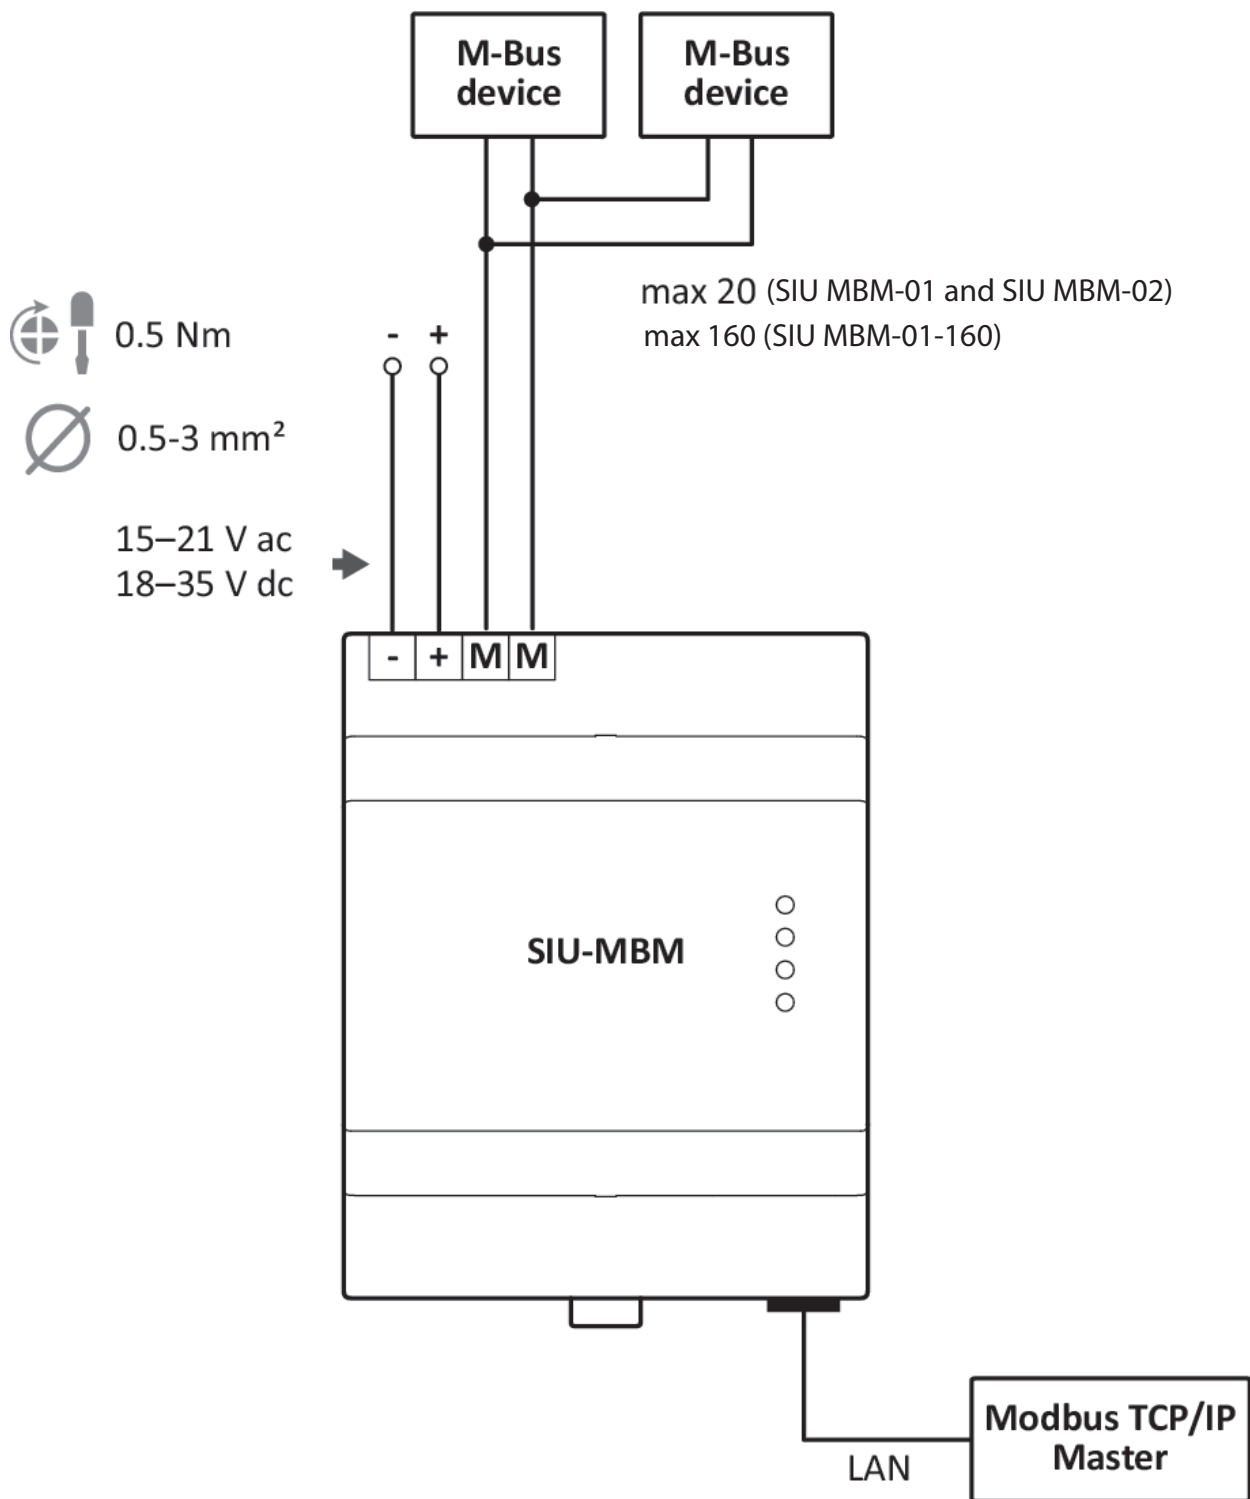 M-Bus
device
M-Bus
device
max 20 (SIU MBM-01 and SIU MBM-02)
max 160 (SIU MBM-01-160)
0.5 Nm
- +
0.5-3 mm²
15–21 V ac
18–35 V dc
- + M M
SIU-MBM
Modbus TCP/IP
Master
LAN